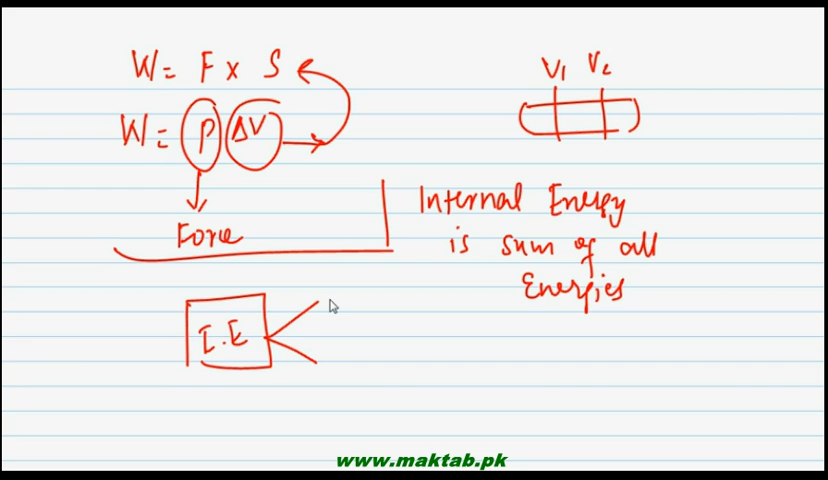 W = F x S
W = P ΔV
Force
V1 V2
Internal Energy
is sum of all
Energies
I.E
www.maktab.pk